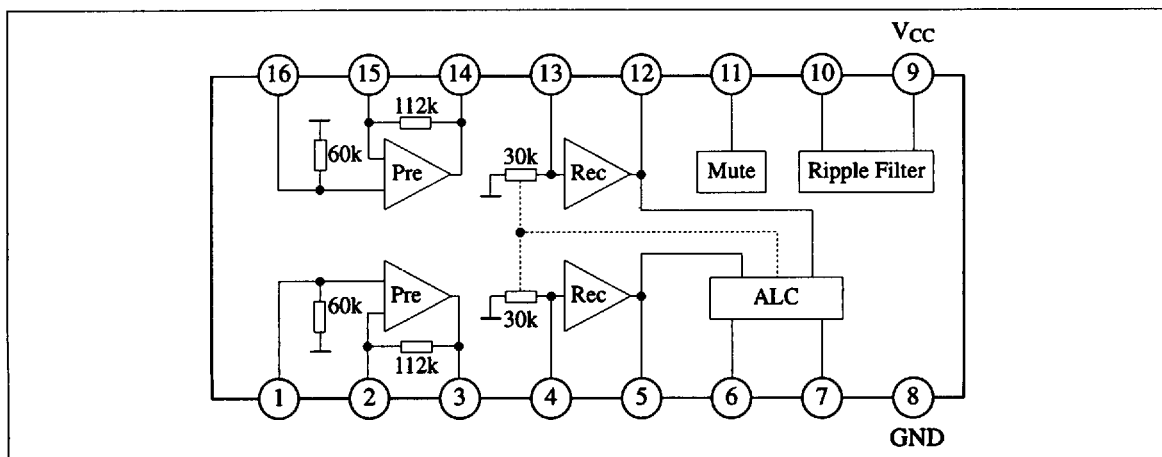 VCC
16 15 14 13 12 11 10 9
112k
60k
Pre
30k
Rec
Mute
Ripple Filter
Pre
60k
112k
Rec
30k
ALC
1 2 3 4 5 6 7 8
GND